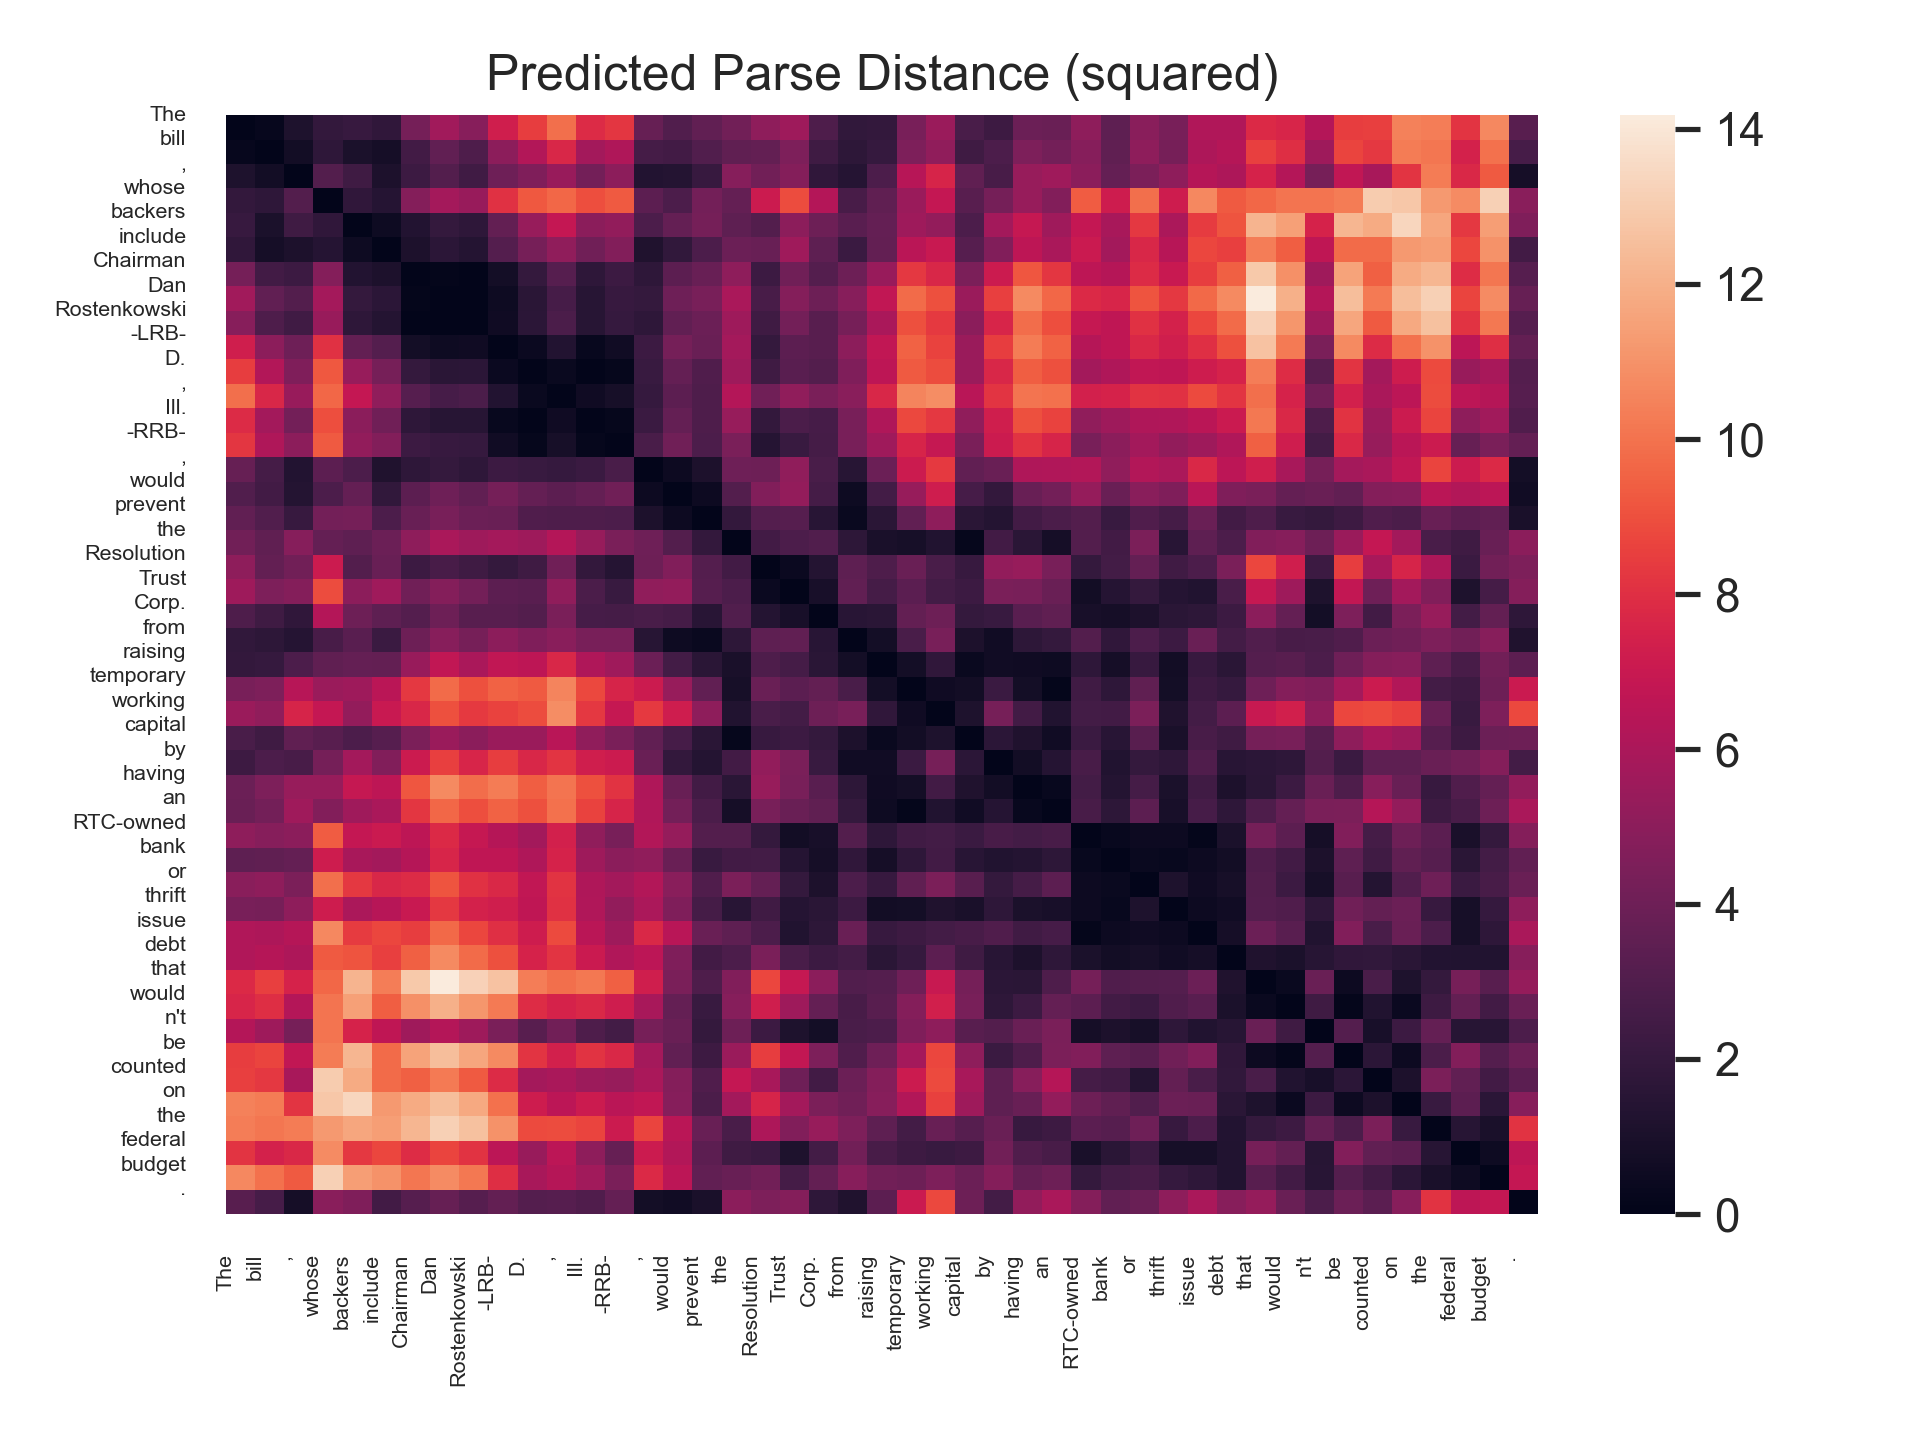 Predicted Parse Distance (squared)
The
bill
,
whose
backers
include
Chairman
Dan
Rostenkowski
-LRB-
D.
,
Ill.
-RRB-
,
would
prevent
the
Resolution
Trust
Corp.
from
raising
temporary
working
capital
by
having
an
RTC-owned
bank
or
thrift
issue
debt
that
would
n't
be
counted
on
the
federal
budget
.
The
bill
,
whose
backers
include
Chairman
Dan
Rostenkowski
-LRB-
D.
,
Ill.
-RRB-
,
would
prevent
the
Resolution
Trust
Corp.
from
raising
temporary
working
capital
by
having
an
RTC-owned
bank
or
thrift
issue
debt
that
would
n't
be
counted
on
the
federal
budget
.
14
12
10
8
6
4
2
0